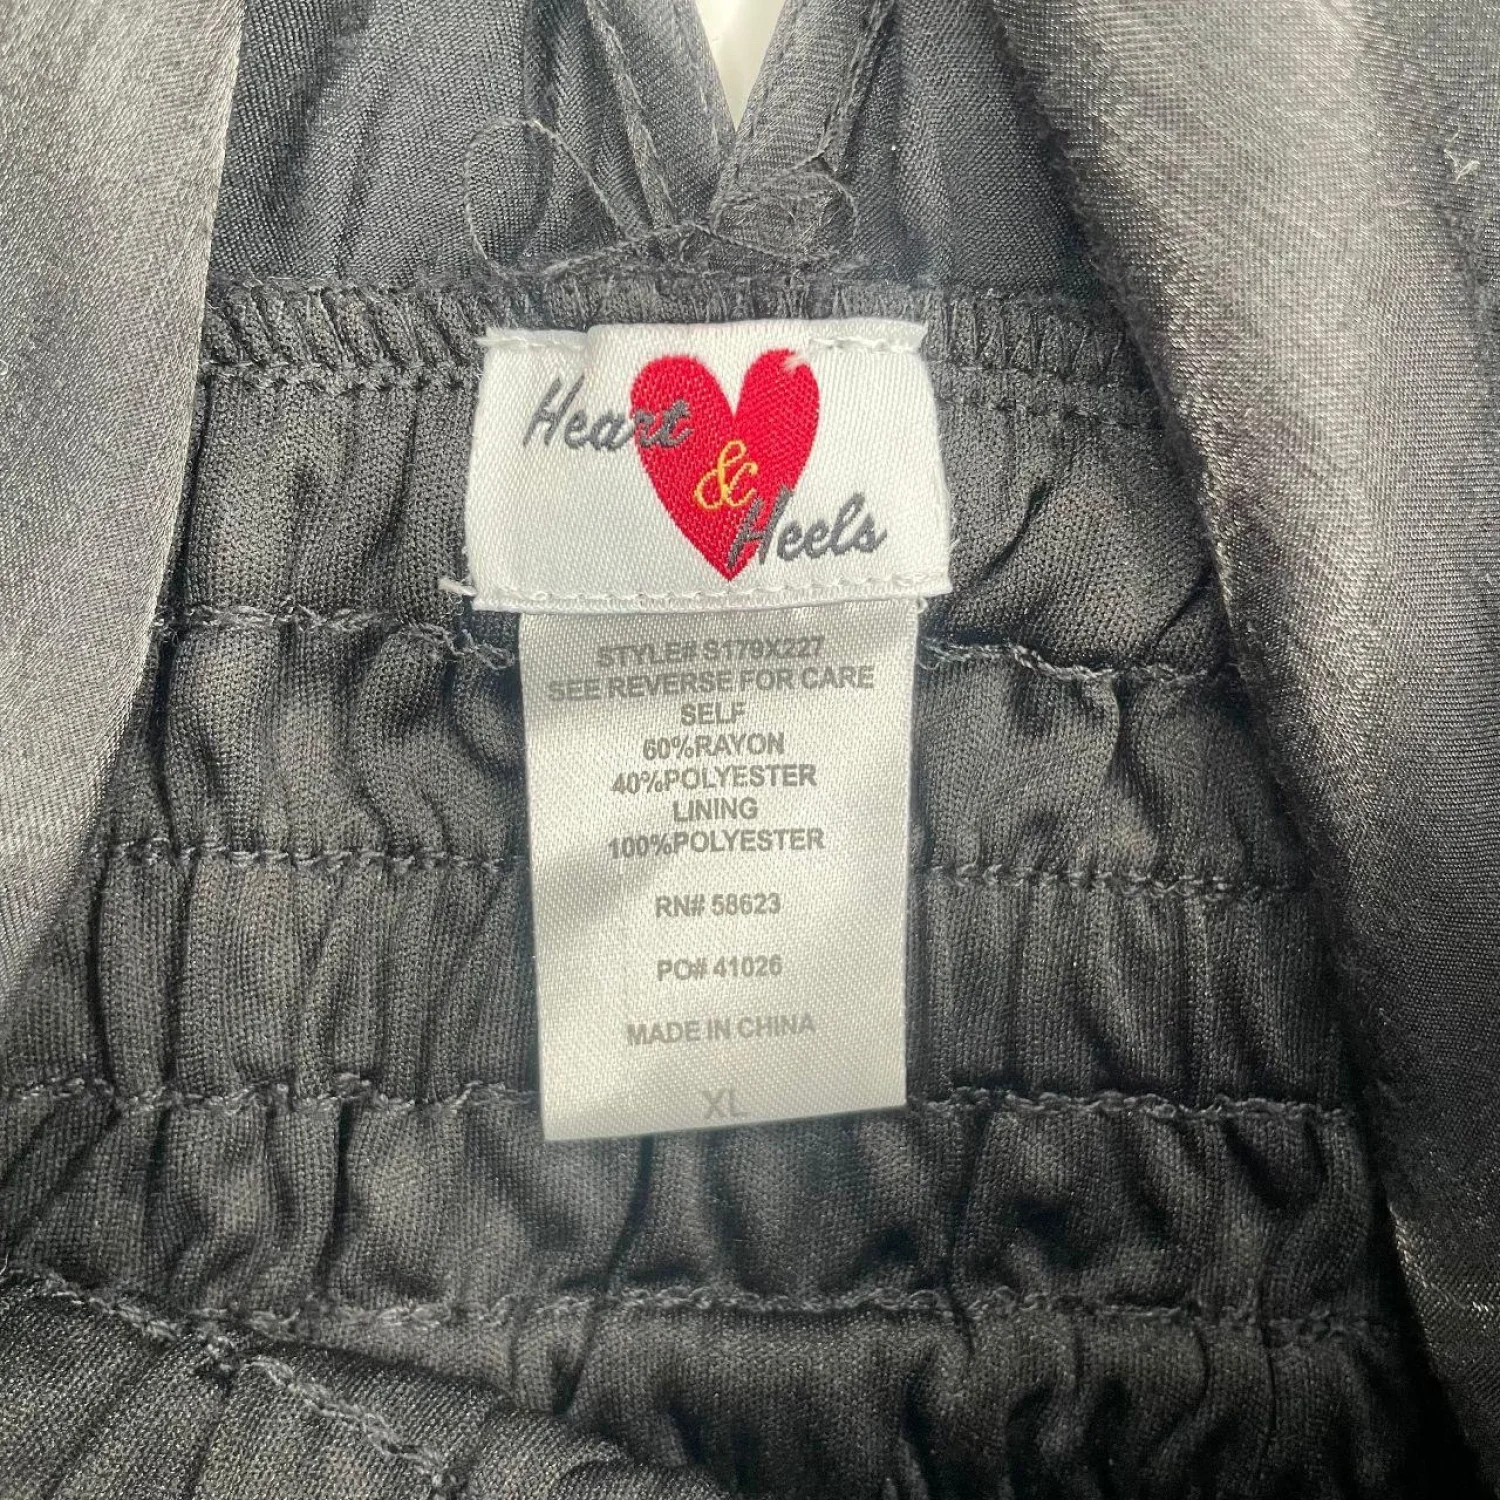 Heart
&
Heels
STYLE# S179X227
SEE REVERSE FOR CARE
SELF
60%RAYON
40%POLYESTER
LINING
100%POLYESTER
RN# 58623
PO# 41026
MADE IN CHINA
XL